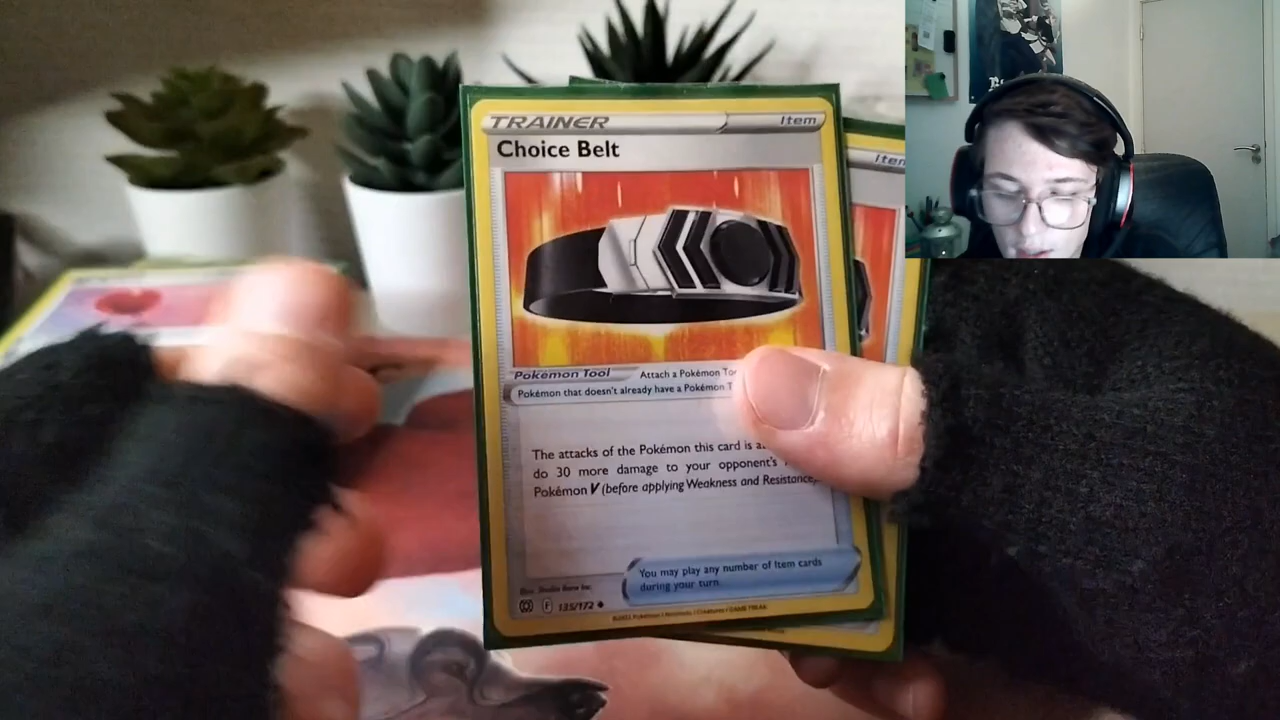 TRAINER
Item
Choice Belt
Item
Pokémon Tool
Attach a Pokémon
Pokémon that doesn't already have a Pokémon
The attacks of the Pokémon this card is
do 30 more damage to your opponent's
Pokémon V (before applying Weakness and Resistance).
You may play any number of Item cards
during your turn.
F
135/172